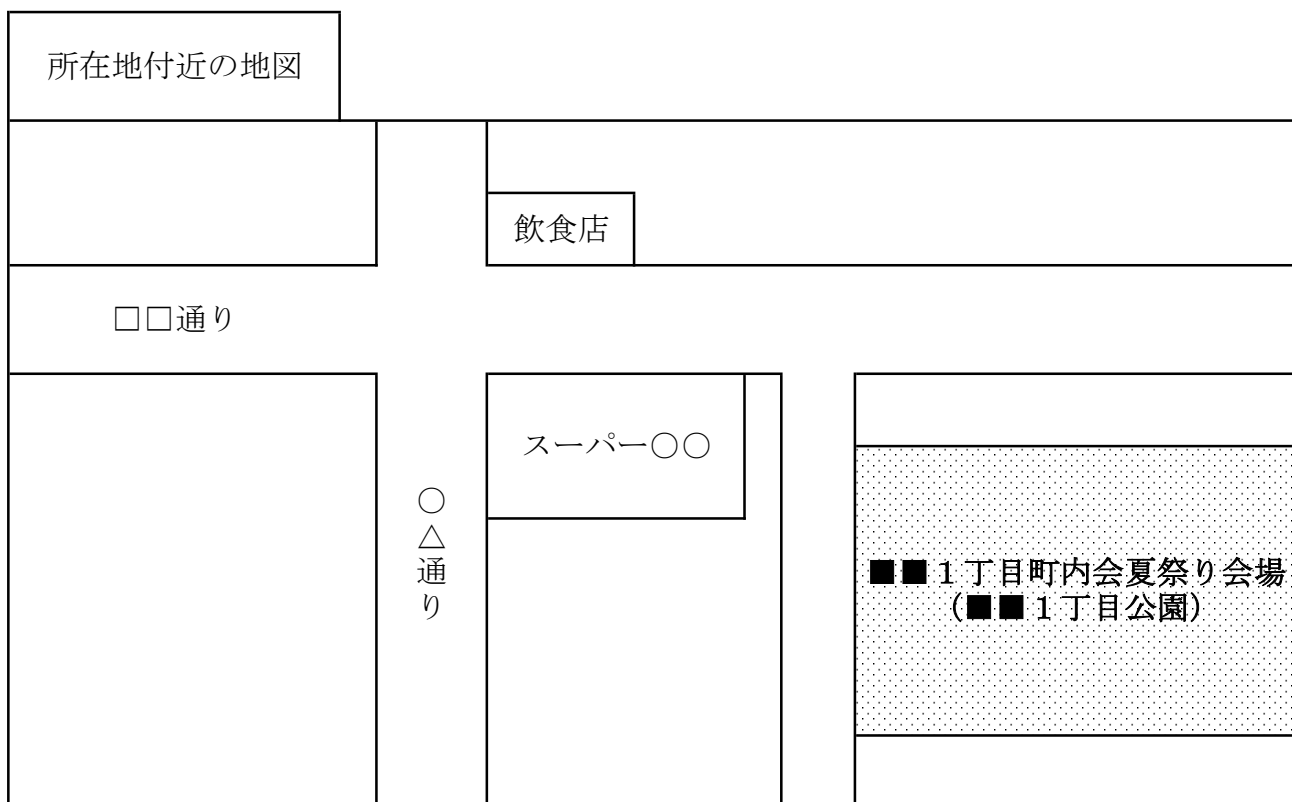 所在地付近の地図
飲食店
□□通り
スーパー○○
○△通り
■■１丁目町内会夏祭り会場
(■■１丁目公園)